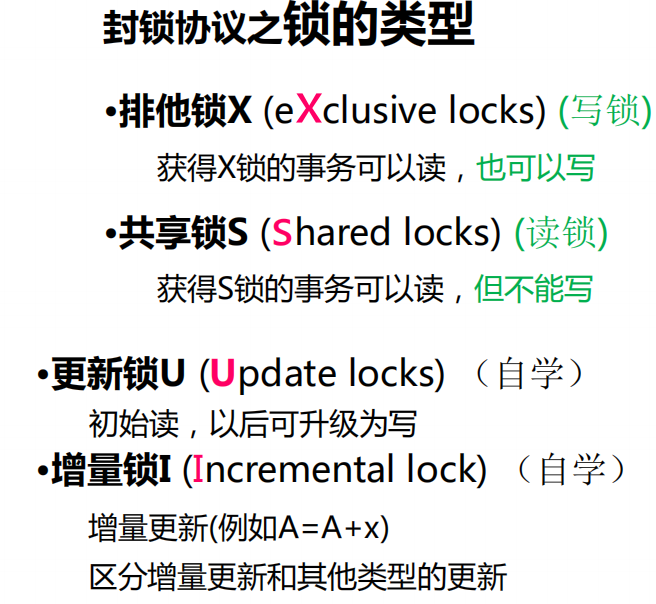 封锁协议之锁的类型
•排他锁X (eXclusive locks) (写锁)
获得X锁的事务可以读，也可以写
•共享锁S (Shared locks) (读锁)
获得S锁的事务可以读，但不能写
•更新锁U (Update locks) （自学）
初始读，以后可升级为写
•增量锁I (Incremental lock) （自学）
增量更新(例如A=A+x)
区分增量更新和其他类型的更新